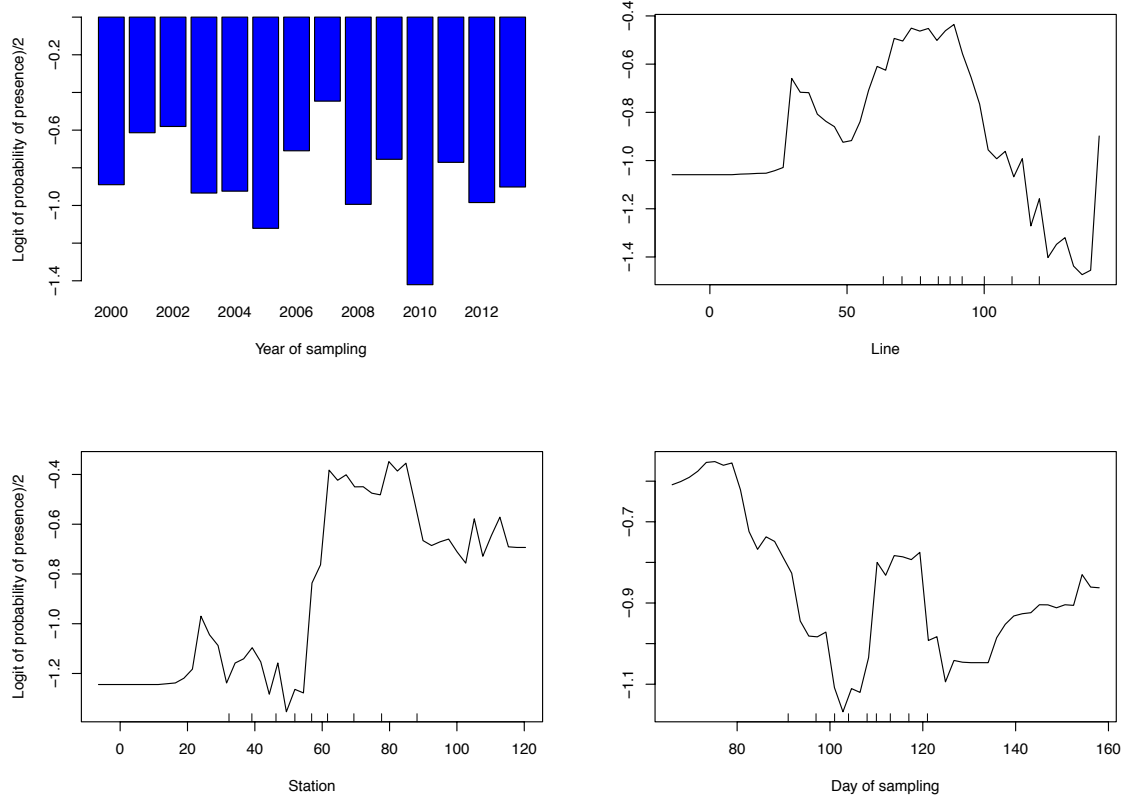 Logit of probability of presence)/2
-0.2
-0.6
-1.0
-1.4
2000 2002 2004 2006 2008 2010 2012
Year of sampling
-0.4
-0.6
-0.8
-1.0
-1.2
-1.4
0 50 100
Line
Logit of probability of presence)/2
-0.4
-0.6
-0.8
-1.0
-1.2
0 20 40 60 80 100 120
Station
-0.7
-0.9
-1.1
80 100 120 140 160
Day of sampling